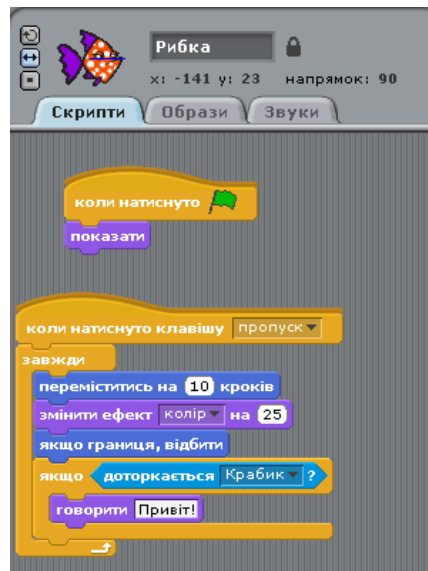 Рибка
x: -141 y: 23 напрямок: 90
Скрипти Образи Звуки
коли натиснуто
показати
коли натиснуто клавішу пропуск
завжди
переміститись на 10 кроків
змінити ефект колір на 25
якщо границя, відбити
якщо доторкається Крабик ?
говорити Привіт!